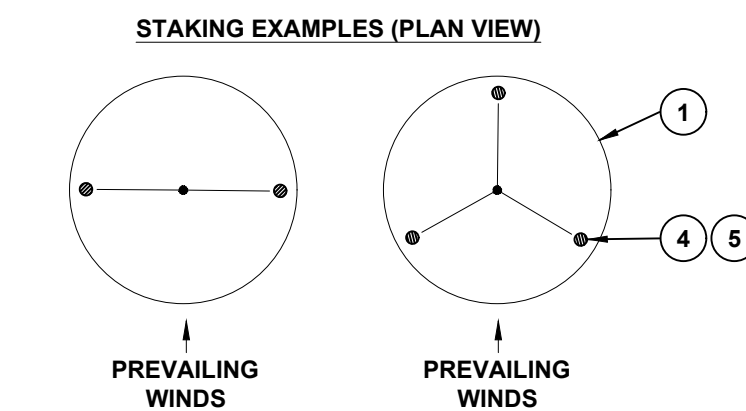 STAKING EXAMPLES (PLAN VIEW)
1
4 5
PREVAILING
WINDS
PREVAILING
WINDS